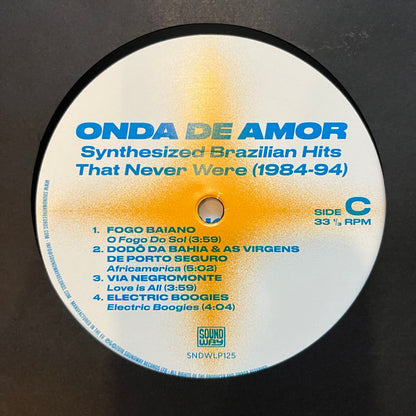 ONDA DE AMOR
Synthesized Brazilian Hits
That Never Were (1984-94)
SIDE C
33 ⅓ RPM
1. FOGO BAIANO
O Fogo Do Sol (3:59)
2. DODÔ DA BAHIA & AS VIRGENS
DE PORTO SEGURO
Africamerica (5:02)
3. VIA NEGROMONTE
Love is All (3:59)
4. ELECTRIC BOOGIES
Electric Boogies (4:04)
SOUND
WAY
SNDWLP125